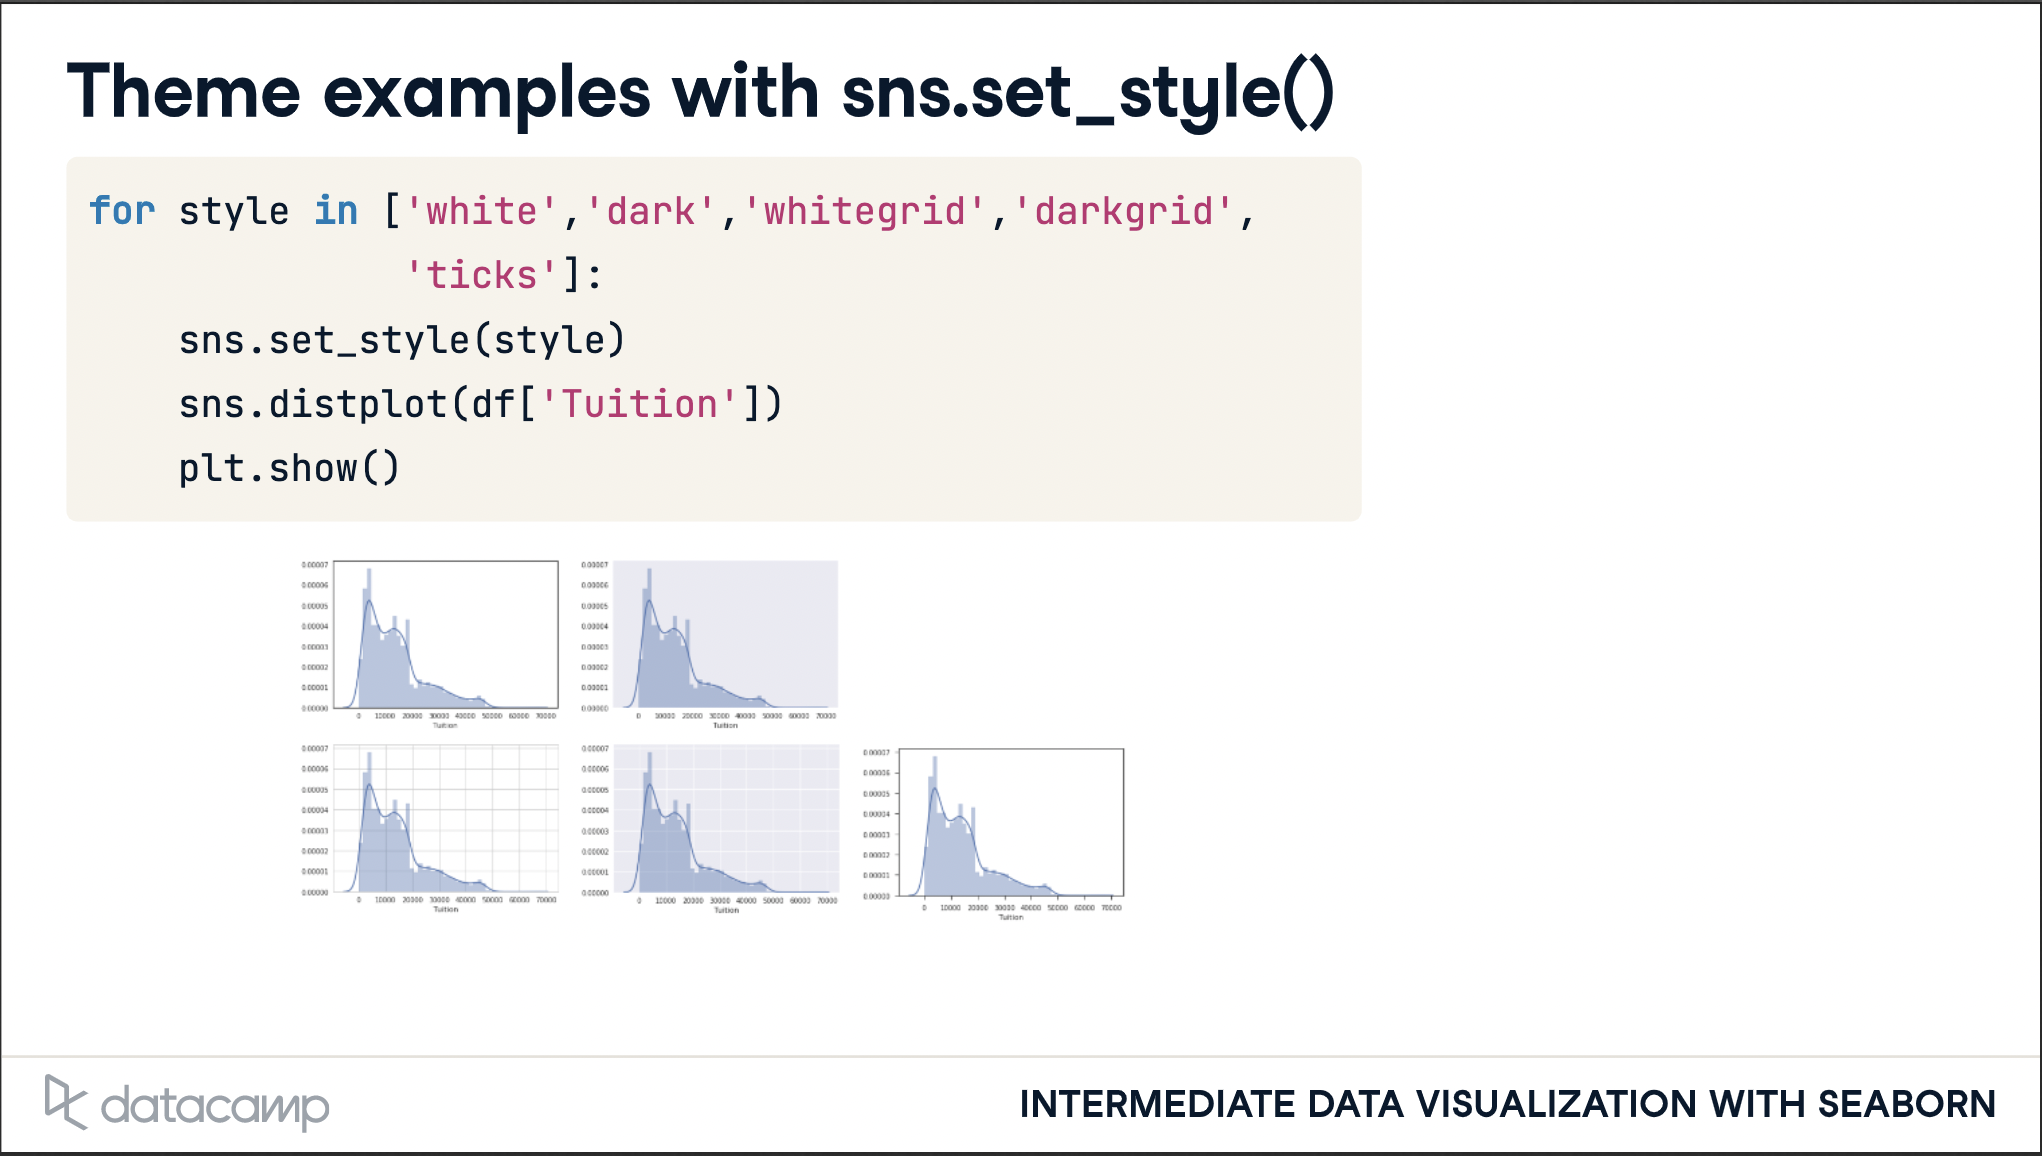 Theme examples with sns.set_style()
for style in ['white','dark','whitegrid','darkgrid',
'ticks']:
sns.set_style(style)
sns.distplot(df['Tuition'])
plt.show()
0.00007
0.00006
0.00005
0.00004
0.00003
0.00002
0.00001
0.00000
0 10000 20000 30000 40000 50000 60000 70000
Tuition
0.00007
0.00006
0.00005
0.00004
0.00003
0.00002
0.00001
0.00000
0 10000 20000 30000 40000 50000 60000 70000
Tuition
0.00007
0.00006
0.00005
0.00004
0.00003
0.00002
0.00001
0.00000
0 10000 20000 30000 40000 50000 60000 70000
Tuition
0.00007
0.00006
0.00005
0.00004
0.00003
0.00002
0.00001
0.00000
0 10000 20000 30000 40000 50000 60000 70000
Tuition
0.00007
0.00006
0.00005
0.00004
0.00003
0.00002
0.00001
0.00000
0 10000 20000 30000 40000 50000 60000 70000
Tuition
datacamp
INTERMEDIATE DATA VISUALIZATION WITH SEABORN